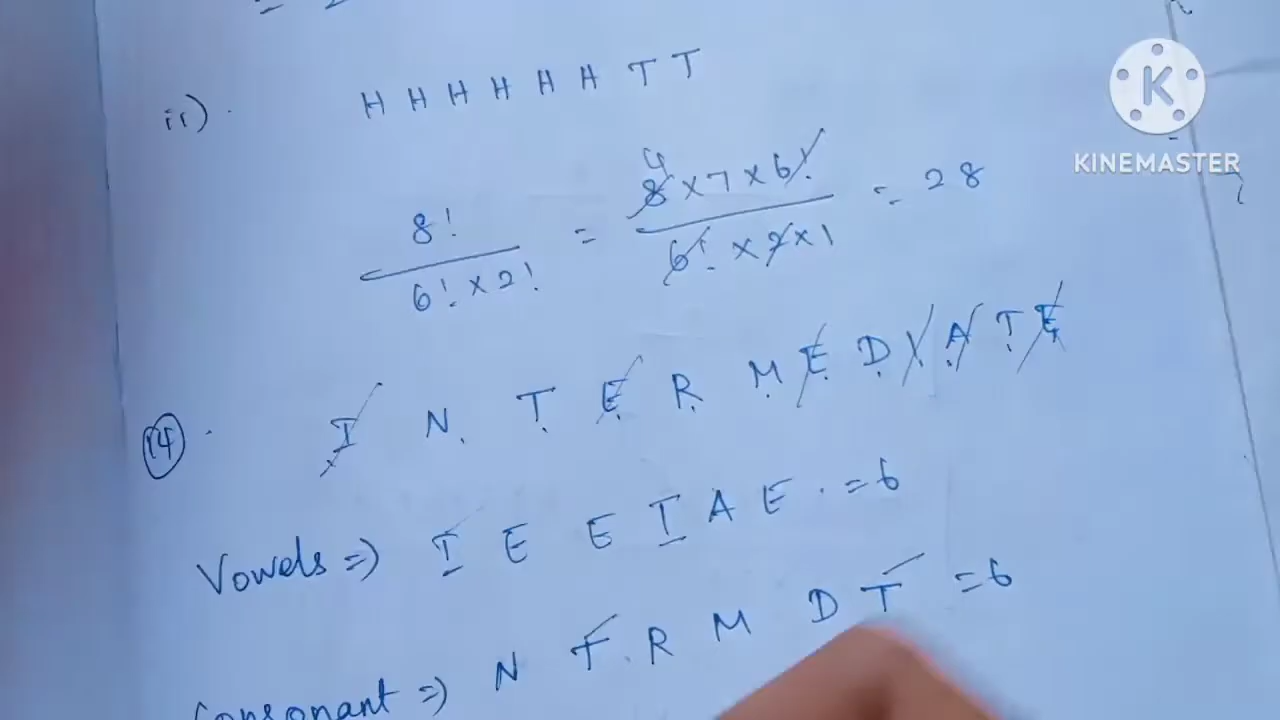 ii). H H H H H H T T
8! / 6! × 2! = 8 4 × 7 × 6! / 6! × 2 × 1 = 28
K
KINEMASTER
14. I N T E R M E D I A T E
Vowels => I E E I A E . = 6
Consonant => N T R M D T = 6